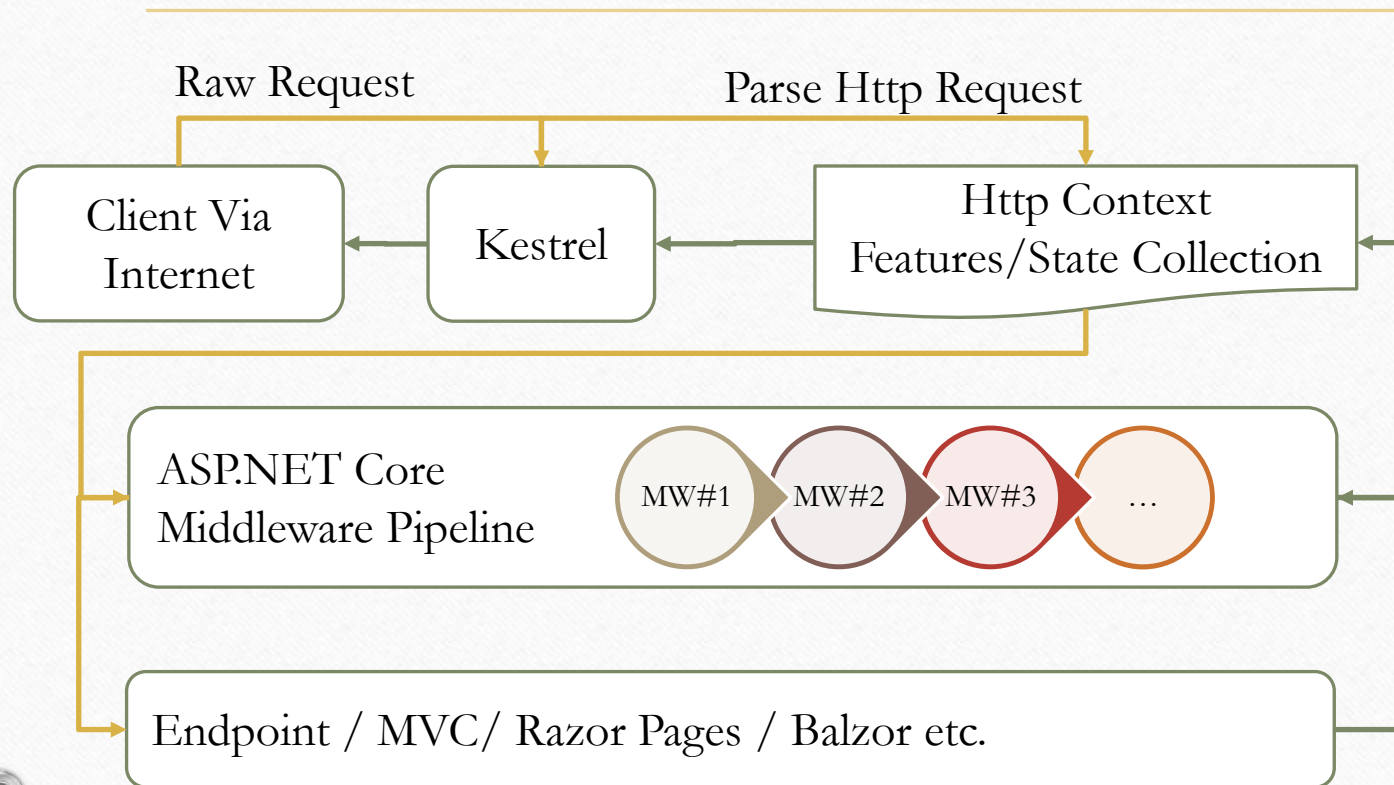 Raw Request
Parse Http Request
Client Via
Internet
Kestrel
Http Context
Features/State Collection
ASP.NET Core
Middleware Pipeline
MW#1
MW#2
MW#3
...
Endpoint / MVC/ Razor Pages / Balzor etc.